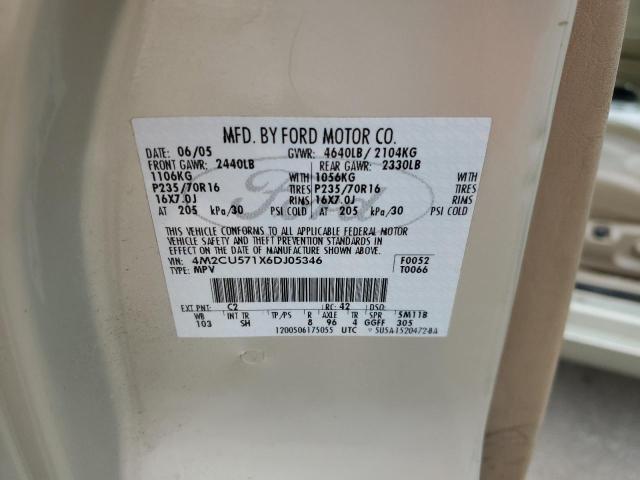 MFD. BY FORD MOTOR CO.
DATE: 06/05 GVWR: 4640LB/ 2104KG
FRONT GAWR: 2440LB REAR GAWR: 2330LB
1106KG WITH 1056KG WITH
P235/70R16 TIRES P235/70R16 TIRES
16X7.0J RIMS 16X7.0J RIMS
AT 205 kPa/30 PSI COLD AT 205 kPa/30 PSI COLD
THIS VEHICLE CONFORMS TO ALL APPLICABLE FEDERAL MOTOR
VEHICLE SAFETY AND THEFT PREVENTION STANDARDS IN
EFFECT ON THE DATE OF MANUFACTURE SHOWN ABOVE.
VIN: 4M2CU571X6DJ05346 F0052
TYPE: MPV T0066
EXT PNT: C2 RC: 42 DSO:
WB INT TR TP/PS R AXLE TR SPR 5M11B
103 SH 8 96 4 GGFF 305
1200506175055 UTC
Ford